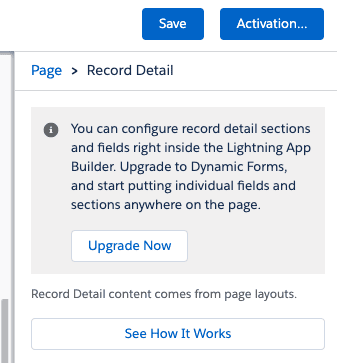 Save Activation...
Page > Record Detail
You can configure record detail sections
and fields right inside the Lightning App
Builder. Upgrade to Dynamic Forms,
and start putting individual fields and
sections anywhere on the page.
Upgrade Now
Record Detail content comes from page layouts.
See How It Works